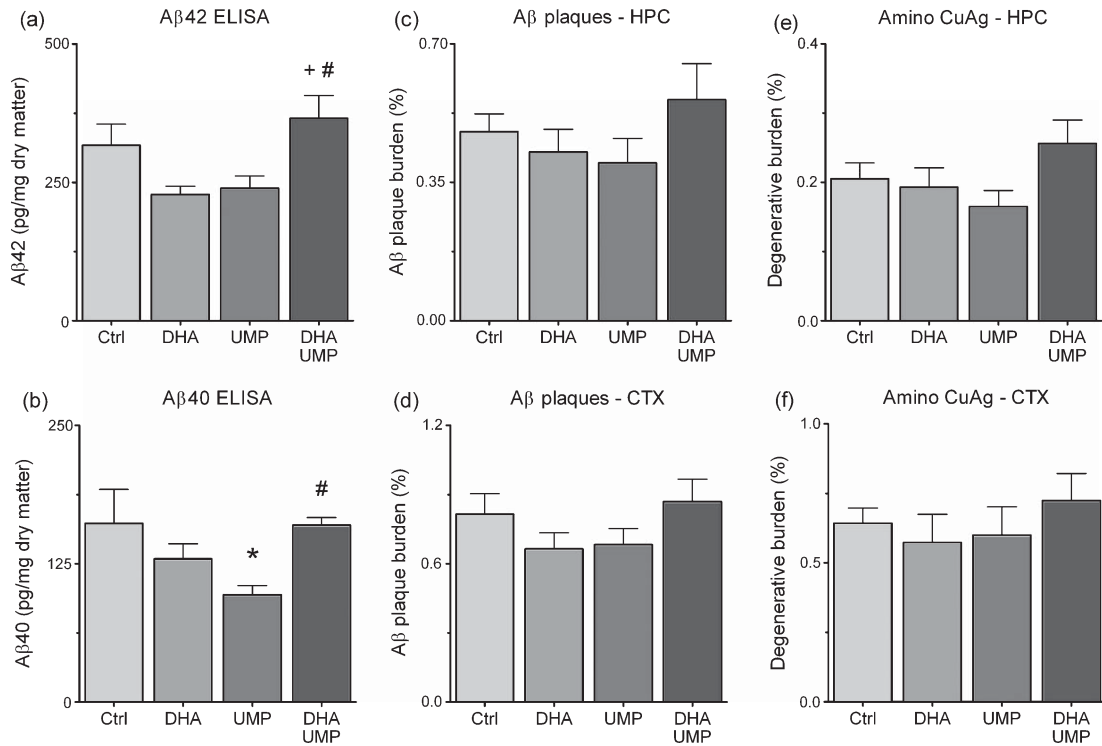 (a)
Aβ42 ELISA
Aβ42 (pg/mg dry matter)
500
250
0
+ #
Ctrl
DHA
UMP
DHA
UMP
(c)
Aβ plaques - HPC
Aβ plaque burden (%)
0.70
0.35
0.00
Ctrl
DHA
UMP
DHA
UMP
(e)
Amino CuAg - HPC
Degenerative burden (%)
0.4
0.2
0.0
Ctrl
DHA
UMP
DHA
UMP
(b)
Aβ40 ELISA
Aβ40 (pg/mg dry matter)
250
125
0
*
#
Ctrl
DHA
UMP
DHA
UMP
(d)
Aβ plaques - CTX
Aβ plaque burden (%)
1.2
0.6
0.0
Ctrl
DHA
UMP
DHA
UMP
(f)
Amino CuAg - CTX
Degenerative burden (%)
1.0
0.5
0.0
Ctrl
DHA
UMP
DHA
UMP